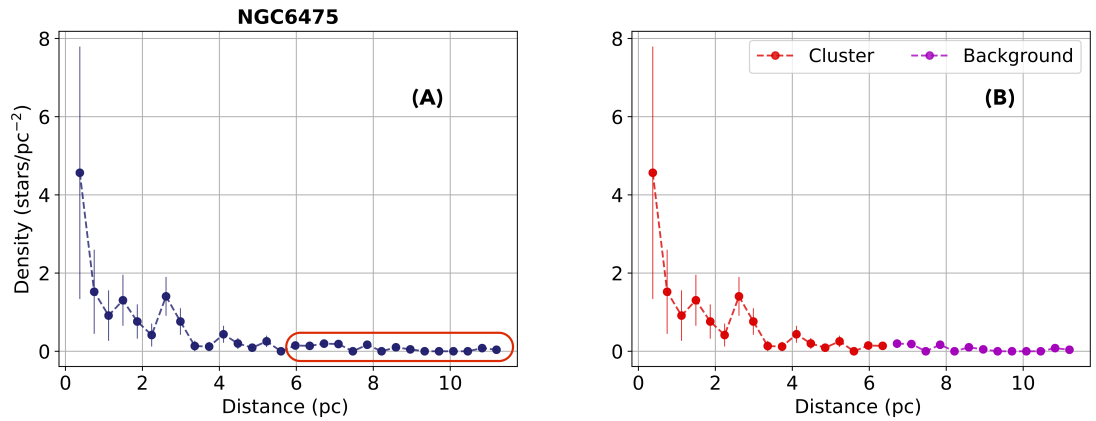 NGC6475
8
6
4
2
0
Density (stars/pc⁻²)
(A)
0 2 4 6 8 10
Distance (pc)
Cluster Background
8
6
4
2
0
(B)
0 2 4 6 8 10
Distance (pc)